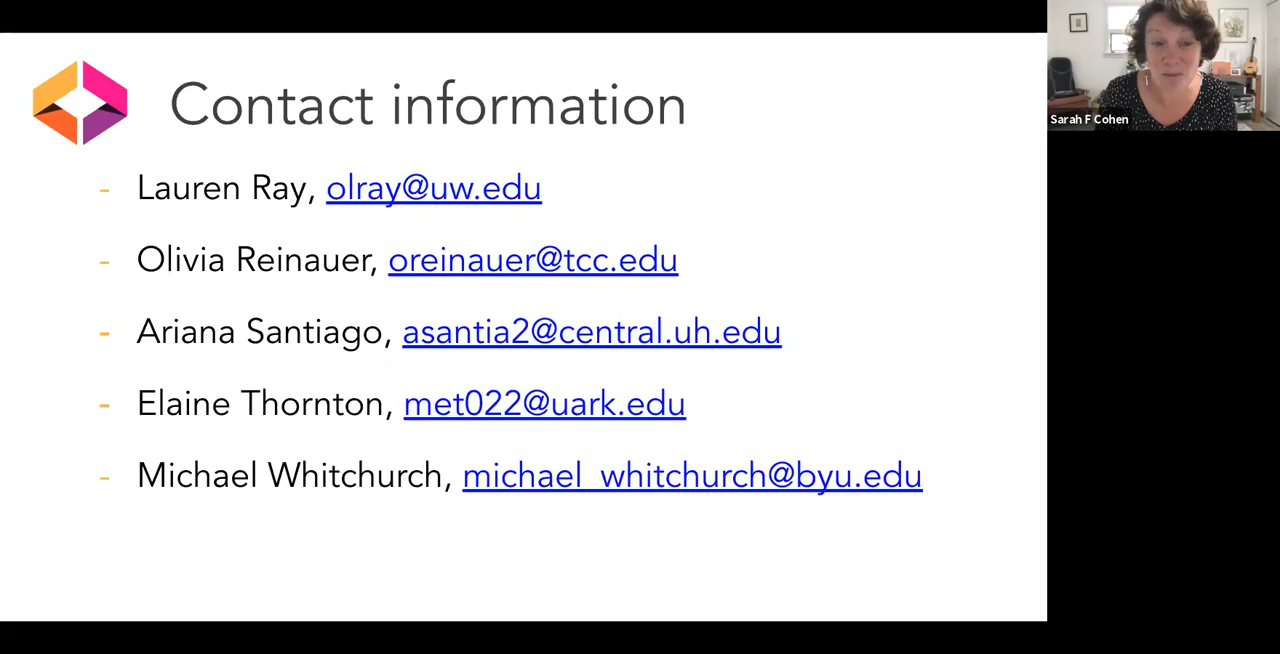 Contact information
- Lauren Ray, olray@uw.edu
- Olivia Reinauer, oreinauer@tcc.edu
- Ariana Santiago, asantia2@central.uh.edu
- Elaine Thornton, met022@uark.edu
- Michael Whitchurch, michael_whitchurch@byu.edu
Sarah F Cohen